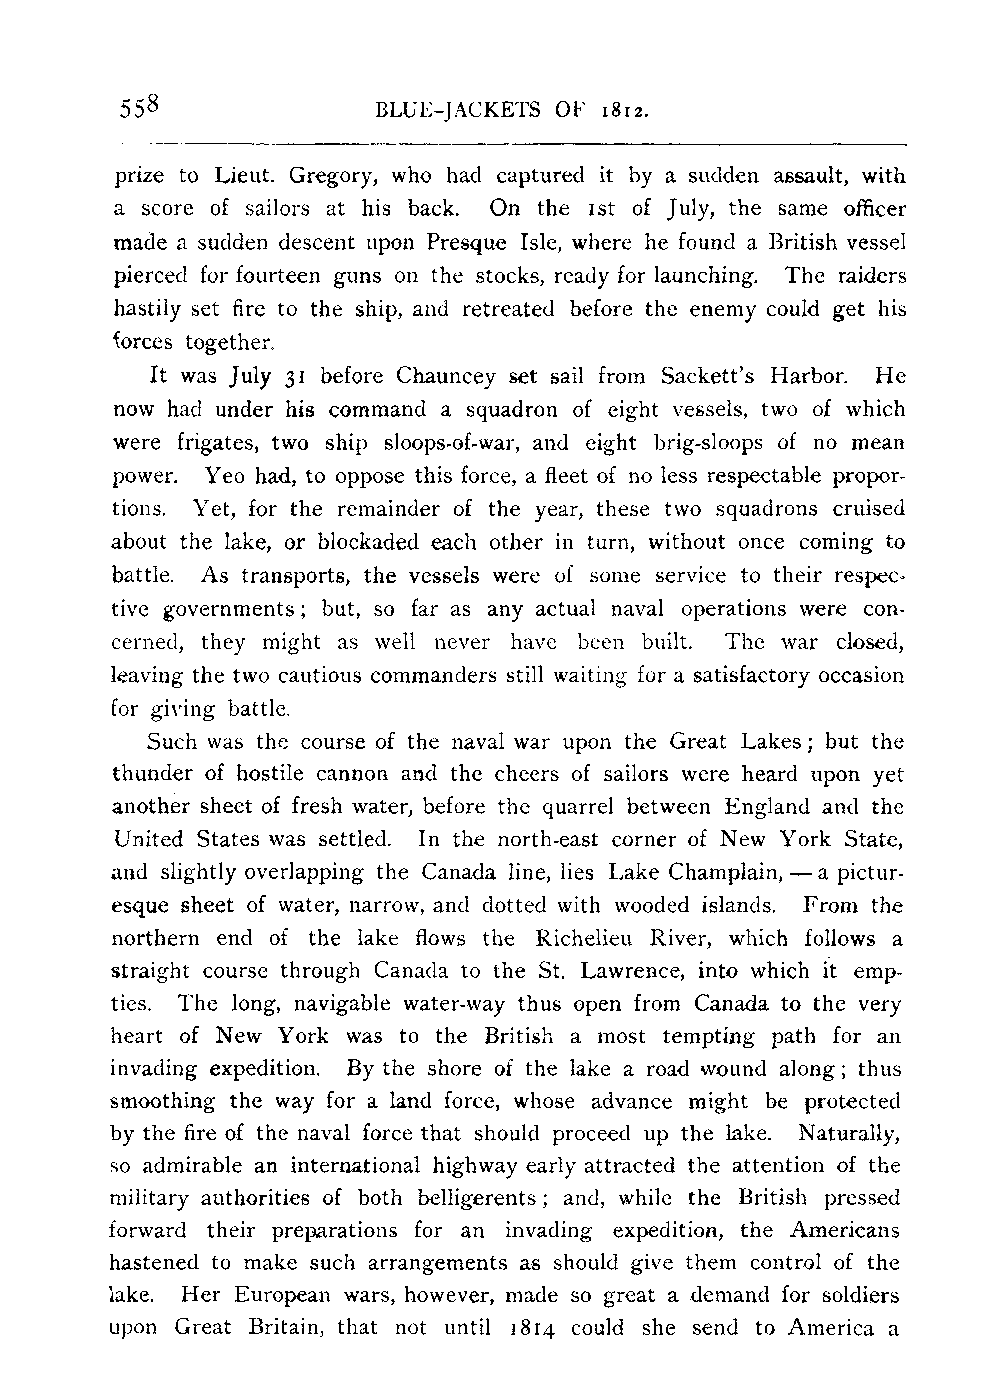 558 BLUE-JACKETS OF 1812.
prize to Lieut. Gregory, who had captured it by a sudden assault, with
a score of sailors at his back. On the 1st of July, the same officer
made a sudden descent upon Presque Isle, where he found a British vessel
pierced for fourteen guns on the stocks, ready for launching. The raiders
hastily set fire to the ship, and retreated before the enemy could get his
forces together.
It was July 31 before Chauncey set sail from Sackett's Harbor. He
now had under his command a squadron of eight vessels, two of which
were frigates, two ship sloops-of-war, and eight brig-sloops of no mean
power. Yeo had, to oppose this force, a fleet of no less respectable propor-
tions. Yet, for the remainder of the year, these two squadrons cruised
about the lake, or blockaded each other in turn, without once coming to
battle. As transports, the vessels were of some service to their respec-
tive governments; but, so far as any actual naval operations were con-
cerned, they might as well never have been built. The war closed,
leaving the two cautious commanders still waiting for a satisfactory occasion
for giving battle.
Such was the course of the naval war upon the Great Lakes; but the
thunder of hostile cannon and the cheers of sailors were heard upon yet
another sheet of fresh water, before the quarrel between England and the
United States was settled. In the north-east corner of New York State,
and slightly overlapping the Canada line, lies Lake Champlain, — a pictur-
esque sheet of water, narrow, and dotted with wooded islands. From the
northern end of the lake flows the Richelieu River, which follows a
straight course through Canada to the St. Lawrence, into which it emp-
ties. The long, navigable water-way thus open from Canada to the very
heart of New York was to the British a most tempting path for an
invading expedition. By the shore of the lake a road wound along; thus
smoothing the way for a land force, whose advance might be protected
by the fire of the naval force that should proceed up the lake. Naturally,
so admirable an international highway early attracted the attention of the
military authorities of both belligerents; and, while the British pressed
forward their preparations for an invading expedition, the Americans
hastened to make such arrangements as should give them control of the
lake. Her European wars, however, made so great a demand for soldiers
upon Great Britain, that not until 1814 could she send to America a